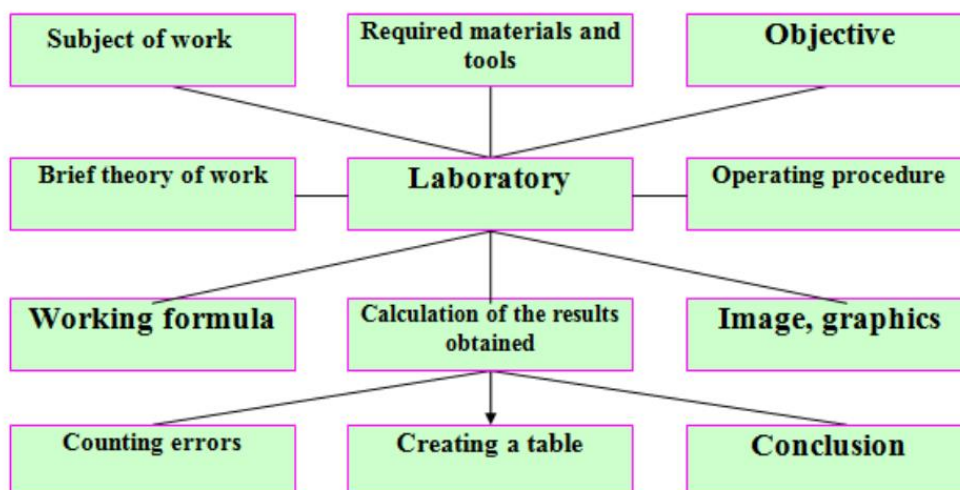 Subject of work
Required materials and
tools
Objective
Brief theory of work
Laboratory
Operating procedure
Working formula
Calculation of the results
obtained
Image, graphics
Counting errors
Creating a table
Conclusion